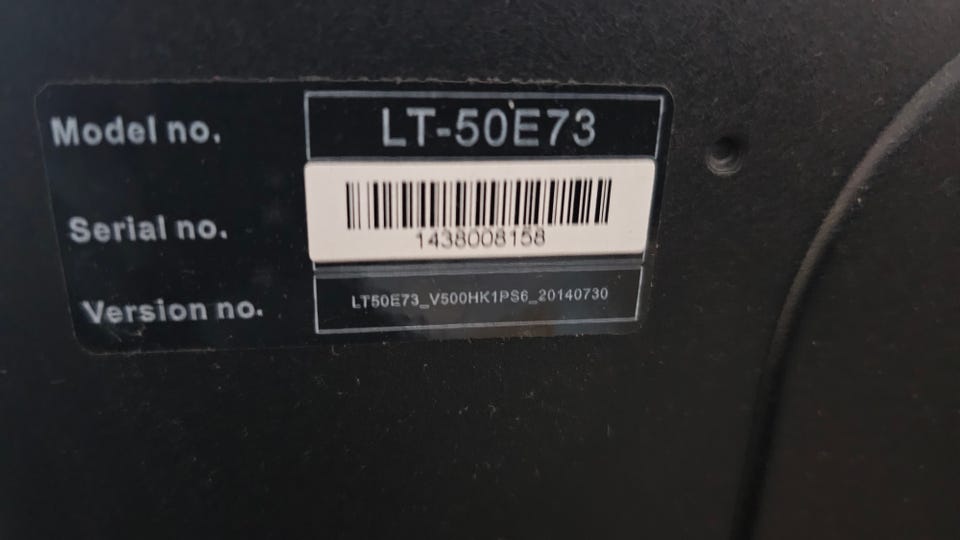 Model no. LT-50E73
Serial no. 1438008158
Version no. LT50E73_V500HK1PS6_20140730